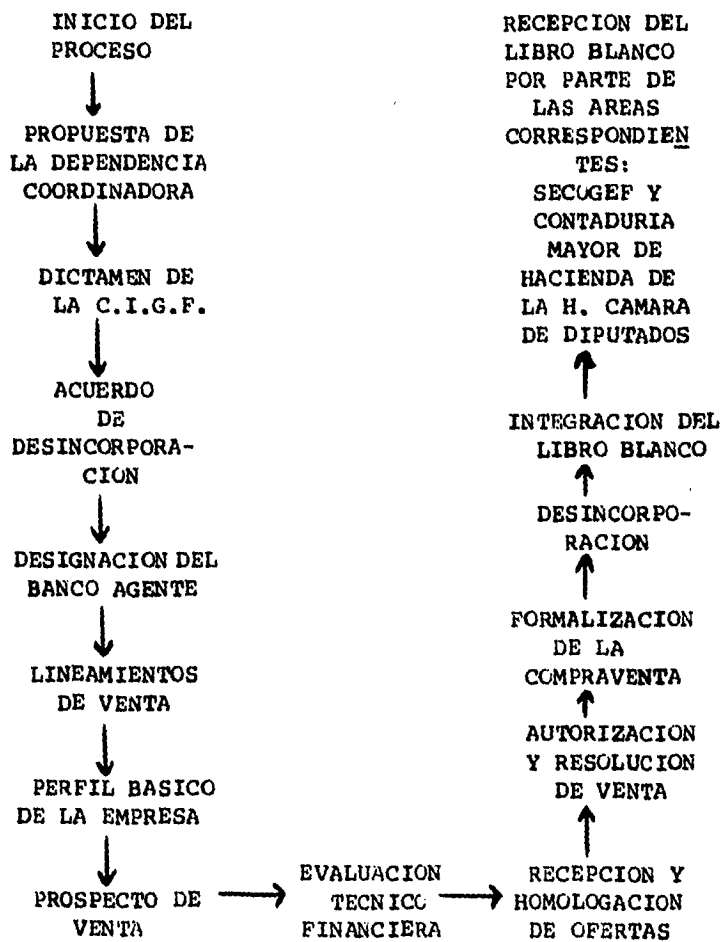 INICIO DEL
PROCESO
PROPUESTA DE
LA DEPENDENCIA
COORDINADORA
DICTAMEN DE
LA C.I.G.F.
ACUERDO
DE
DESINCORPORA-
CION
DESIGNACION DEL
BANCO AGENTE
LINEAMIENTOS
DE VENTA
PERFIL BASICO
DE LA EMPRESA
PROSPECTO DE
VENTA
EVALUACION
TECNICO
FINANCIERA
RECEPCION Y
HOMOLOGACION
DE OFERTAS
AUTORIZACION
Y RESOLUCION
DE VENTA
FORMALIZACION
DE LA
COMPRAVENTA
DESINCORPO-
RACION
INTEGRACION DEL
LIBRO BLANCO
RECEPCION DEL
LIBRO BLANCO
POR PARTE DE
LAS AREAS
CORRESPONDIEN
TES:
SECOGEF Y
CONTADURIA
MAYOR DE
HACIENDA DE
LA H. CAMARA
DE DIPUTADOS